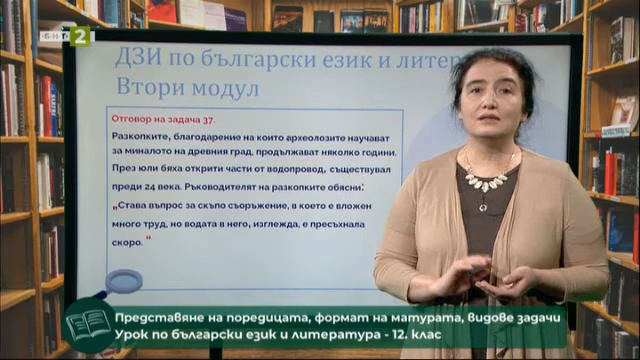 БНТ 2
ДЗИ по български език и литер
Втори модул
Отговор на задача 37.
Разкопките, благодарение на които археолозите научават
за миналото на древния град, продължават няколко години.
През юли бяха открити части от водопровод, съществувал
преди 24 века. Ръководителят на разкопките обясни:
„Става въпрос за скъпо съоръжение, в което е вложен
много труд, но водата в него, изглежда, е пресъхнала
скоро."
Представяне на поредицата, формат на матурата, видове задачи
Урок по български език и литература - 12. клас